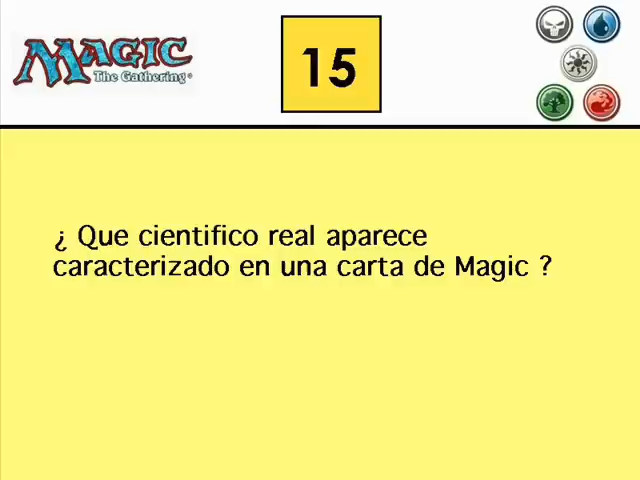 MAGIC
The Gathering®
15
¿ Que cientifico real aparece
caracterizado en una carta de Magic ?